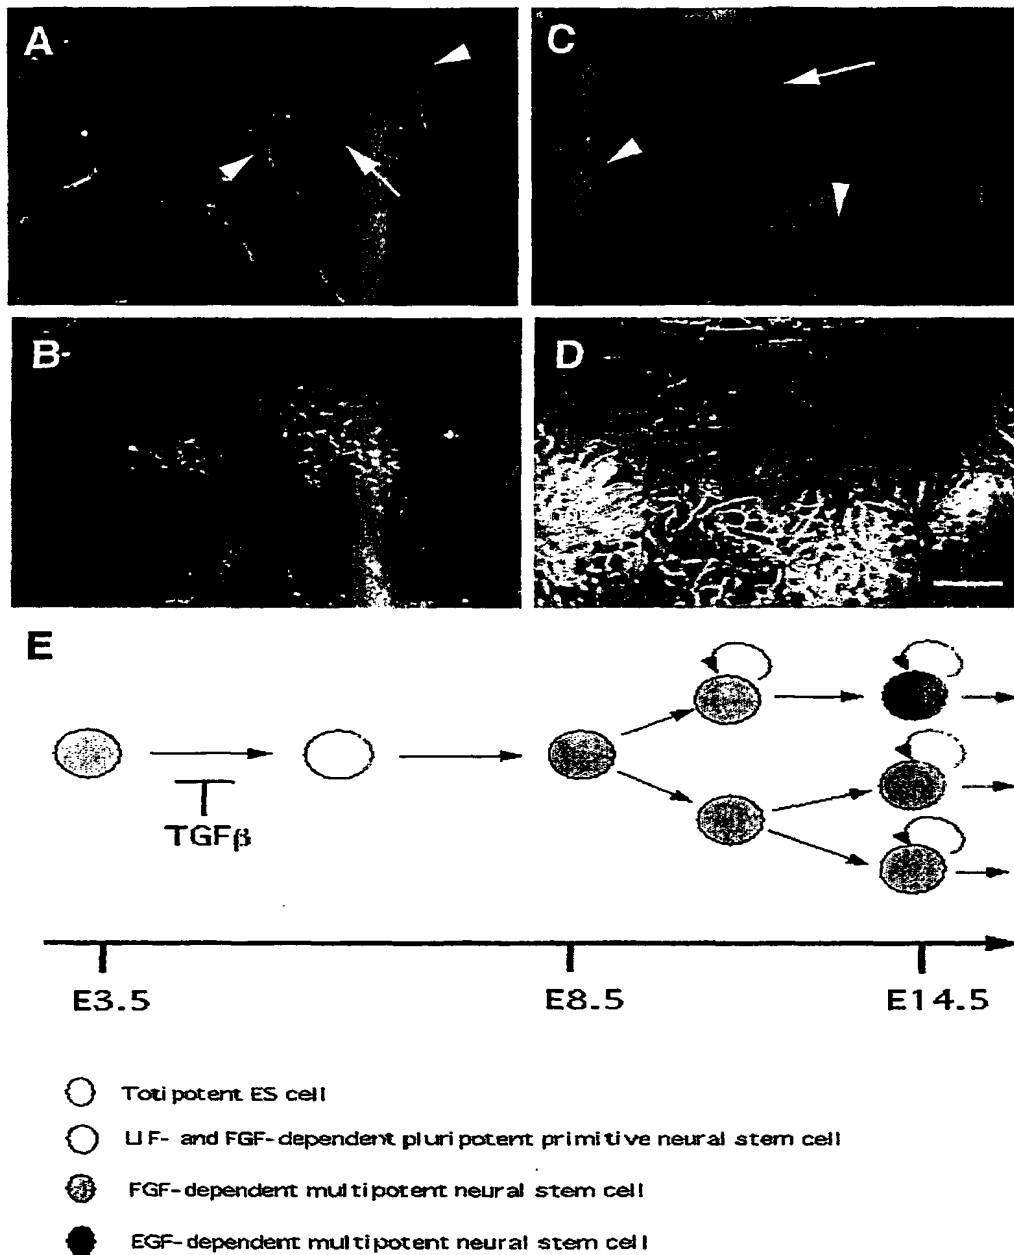 A
C
B
D
E
TGFβ
E3.5
E8.5
E14.5
Totipotent ES cell
LIF- and FGF-dependent pluripotent primitive neural stem cell
FGF-dependent multipotent neural stem cell
EGF-dependent multipotent neural stem cell